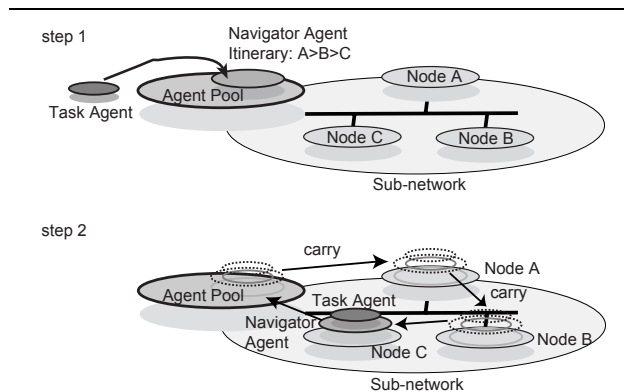 step 1
Navigator Agent
Itinerary: A>B>C
Task Agent
Agent Pool
Node A
Node C
Node B
Sub-network
step 2
carry
Node A
carry
Agent Pool
Task Agent
Navigator
Agent
Node C
Node B
Sub-network